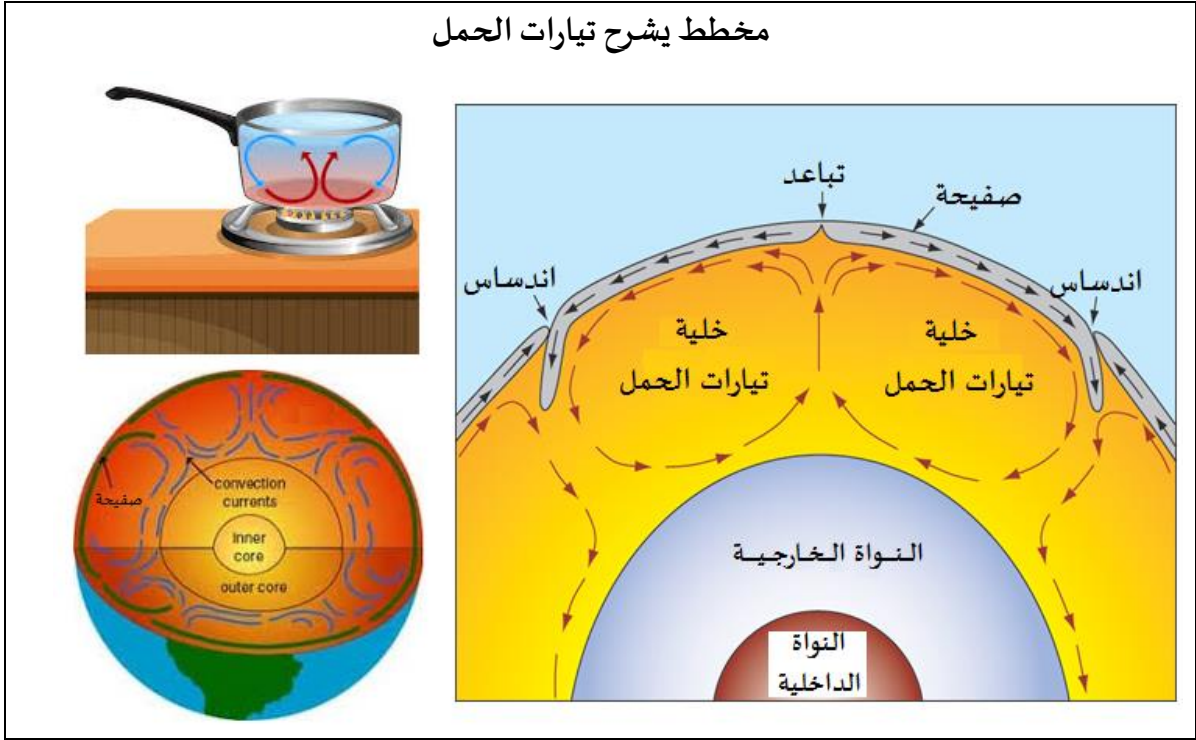 مخطط يشرح تيارات الحمل
تباعد
صفيحة
اندساس
اندساس
خلية
تيارات الحمل
خلية
تيارات الحمل
النواة الخارجية
النواة
الداخلية
صفيحة
convection
currents
inner
core
outer core